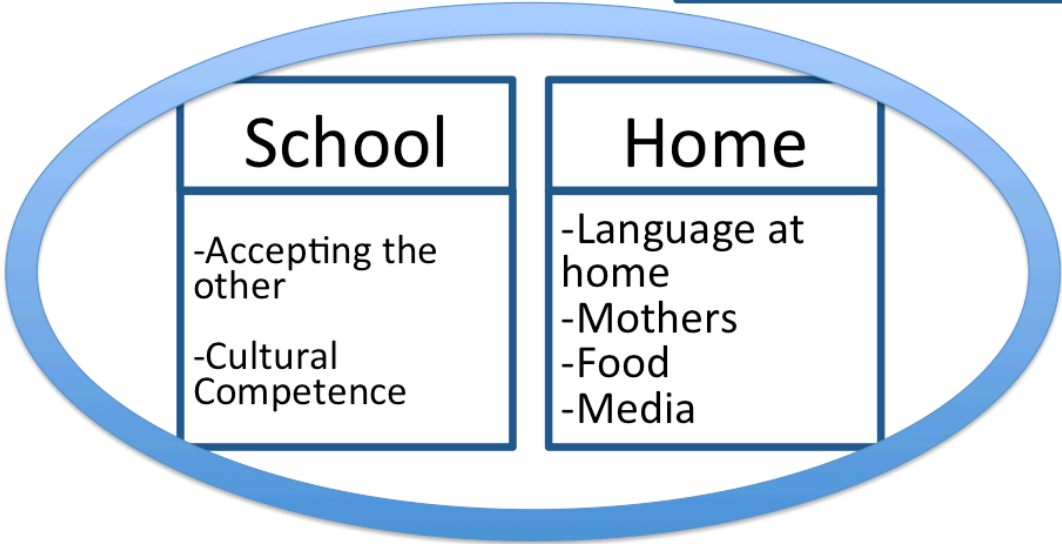 School
-Accepting the
other
-Cultural
Competence
Home
-Language at
home
-Mothers
-Food
-Media